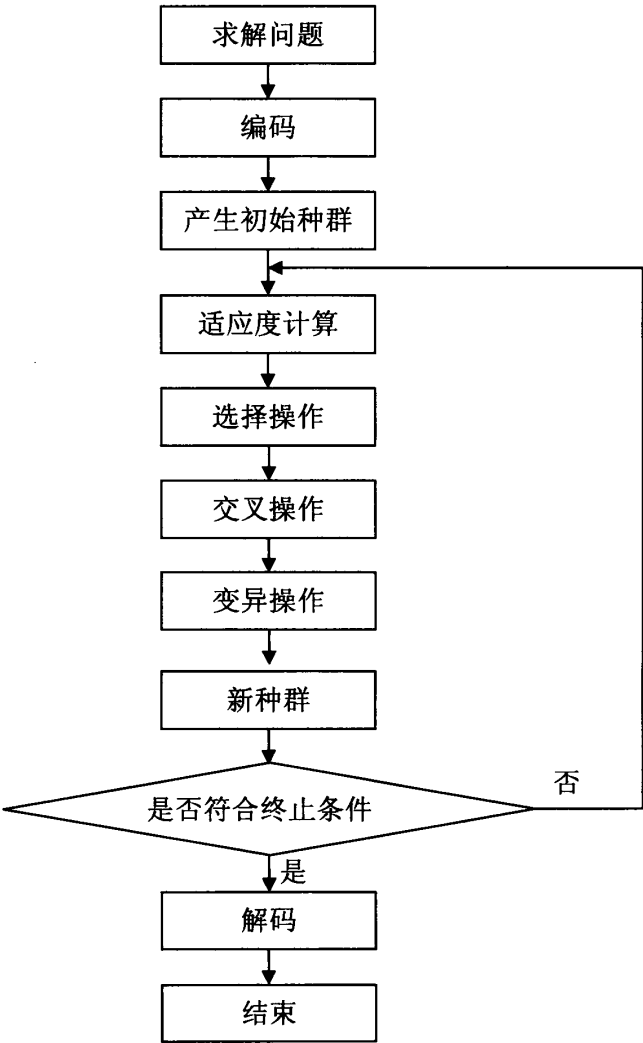 求解问题
编码
产生初始种群
适应度计算
选择操作
交叉操作
变异操作
新种群
是否符合终止条件
否
是
解码
结束